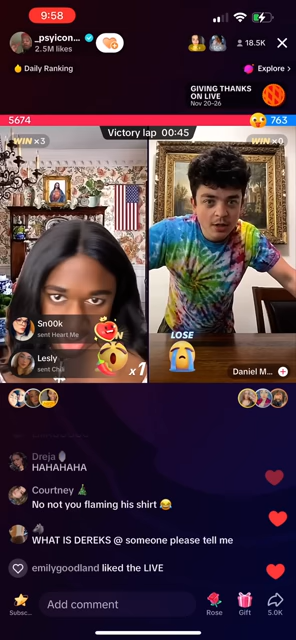 9:58
_psyicon...
2.5M likes
18.5K
Daily Ranking
Explore >
GIVING THANKS
ON LIVE
Nov 20-26
5674
763
WIN ×3
Victory lap 00:45
WIN ×0
Sn00k
sent Heart Me
LOSE
Lesly
sent Chili
x1
Daniel M...
Dreja
HAHAHAHA
Courtney
No not you flaming his shirt
WHAT IS DEREKS @ someone please tell me
emilygoodland liked the LIVE
Subsc...
Add comment
Rose
Gift
5.0K